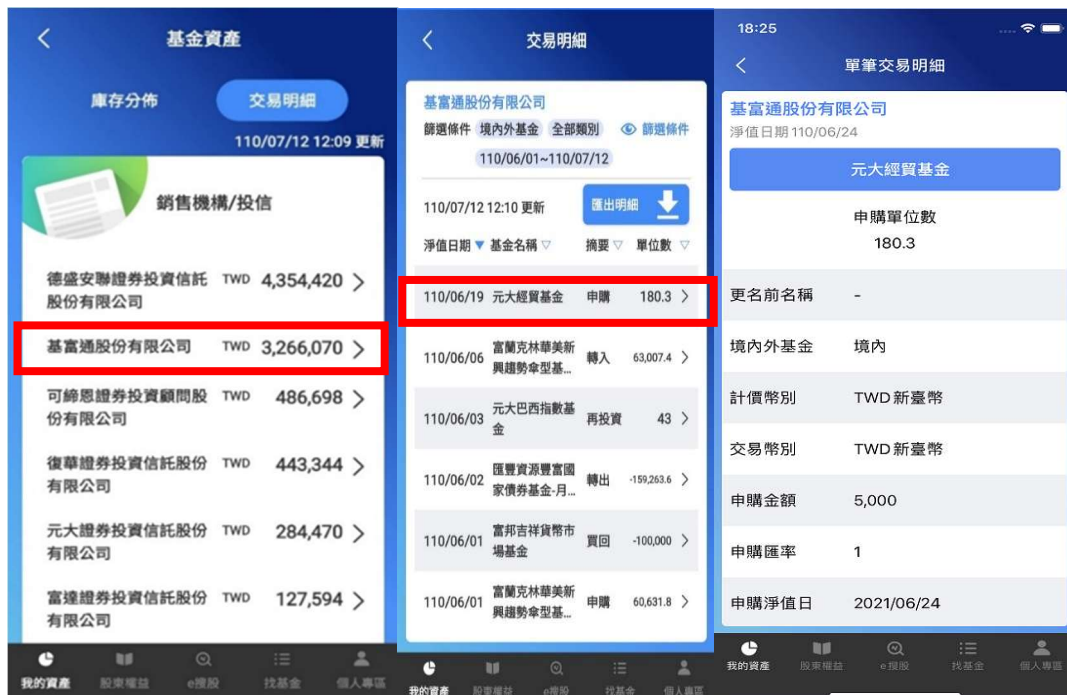 基金資產
庫存分佈 交易明細
110/07/12 12:09 更新
銷售機構/投信
德盛安聯證券投資信託 TWD 4,354,420
股份有限公司
基富通股份有限公司 TWD 3,266,070
可締恩證券投資顧問股 TWD 486,698
份有限公司
復華證券投資信託股份 TWD 443,344
有限公司
元大證券投資信託股份 TWD 284,470
有限公司
富達證券投資信託股份 TWD 127,594
有限公司
我的資產 股東權益 e搜股 找基金 個人專區
交易明細
基富通股份有限公司
篩選條件 境內外基金 全部類別 篩選條件
110/06/01~110/07/12
110/07/12 12:10 更新 匯出明細
淨值日期 基金名稱 摘要 單位數
110/06/19 元大經貿基金 申購 180.3
110/06/06 富蘭克林華美新 轉入 63,007.4
興趨勢傘型基...
110/06/03 元大巴西指數基 再投資 43
金
110/06/02 匯豐資源豐富國 轉出 -159,263.6
家債券基金-月...
110/06/01 富邦吉祥貨幣市 買回 -100,000
場基金
110/06/01 富蘭克林華美新 申購 60,631.8
興趨勢傘型基...
我的資產 股東權益 e搜股 找基金 個人專區
18:25
單筆交易明細
基富通股份有限公司
淨值日期 110/06/24
元大經貿基金
申購單位數
180.3
更名前名稱 -
境內外基金 境內
計價幣別 TWD 新臺幣
交易幣別 TWD 新臺幣
申購金額 5,000
申購匯率 1
申購淨值日 2021/06/24
我的資產 股東權益 e搜股 找基金 個人專區